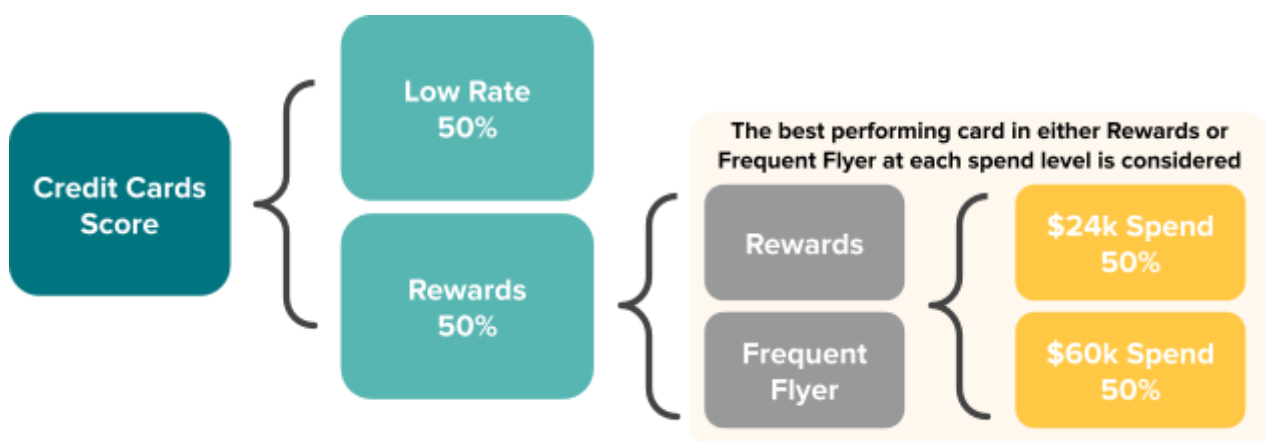 Credit Cards
Score
Low Rate
50%
Rewards
50%
The best performing card in either Rewards or
Frequent Flyer at each spend level is considered
Rewards
Frequent
Flyer
$24k Spend
50%
$60k Spend
50%